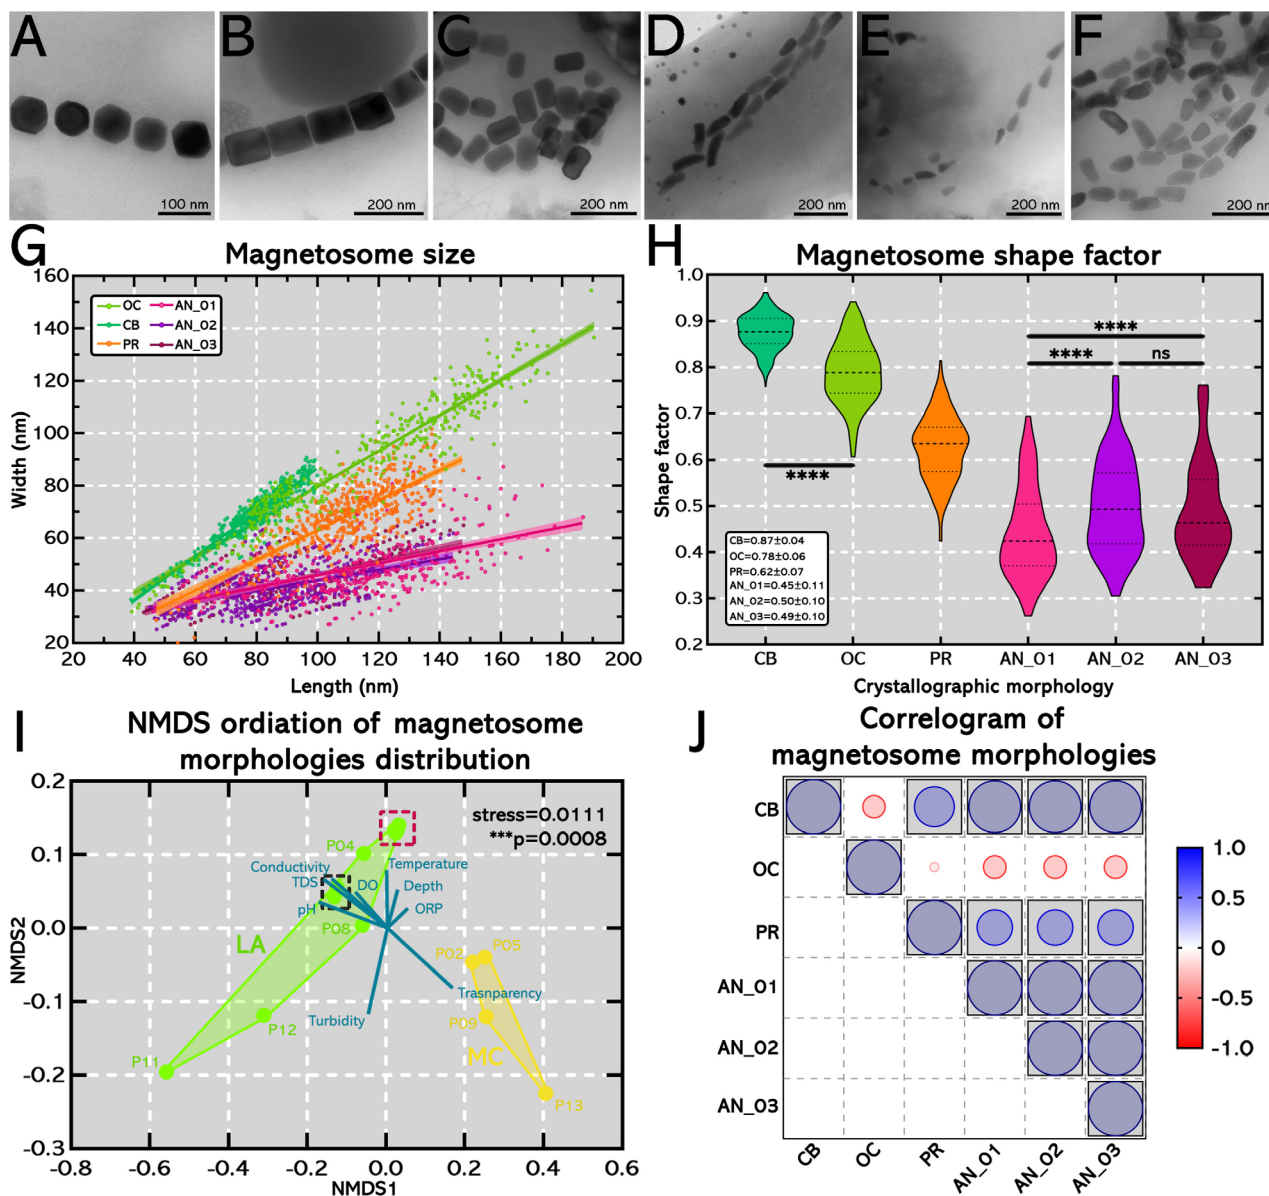 A
B
C
D
E
F
100 nm
200 nm
200 nm
200 nm
200 nm
200 nm
G
Magnetosome size
Width (nm)
160
140
120
100
80
60
40
20
OC
AN_01
CB
AN_02
PR
AN_03
20
40
60
80
100
120
140
160
180
200
Length (nm)
H
Magnetosome shape factor
Shape factor
1.0
0.9
0.8
0.7
0.6
0.5
0.4
0.3
0.2
****
****
ns
****
CB=0.87±0.04
OC=0.78±0.06
PR=0.62±0.07
AN_01=0.45±0.11
AN_02=0.50±0.10
AN_03=0.49±0.10
CB
OC
PR
AN_01
AN_02
AN_03
Crystallographic morphology
I
NMDS ordiation of magnetosome
morphologies distribution
NMDS2
0.2
0.1
0.0
-0.1
-0.2
-0.3
stress=0.0111
***p=0.0008
P04
Conductivity
Temperature
TDS
DO
Depth
pH
ORP
P08
LA
P02
P05
Trasnparency
Turbidity
P09
P12
MC
P11
P13
-0.8
-0.6
-0.4
-0.2
0.0
0.2
0.4
0.6
NMDS1
J
Correlogram of
magnetosome morphologies
CB
OC
PR
AN_01
AN_02
AN_03
CB
OC
PR
AN_01
AN_02
AN_03
1.0
0.5
0
-0.5
-1.0